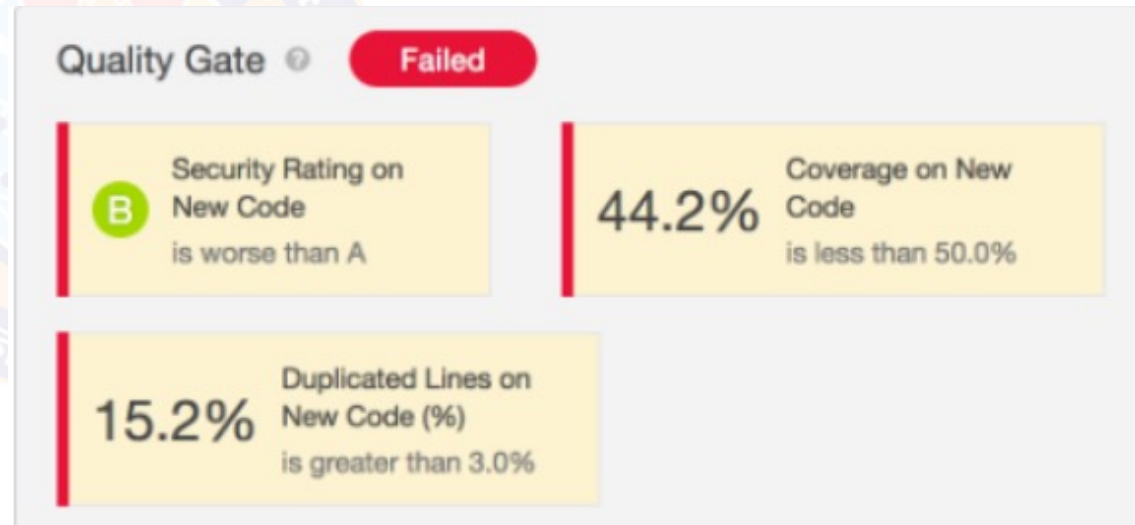 Quality Gate ? Failed
B
Security Rating on
New Code
is worse than A
44.2%
Coverage on New
Code
is less than 50.0%
15.2%
Duplicated Lines on
New Code (%)
is greater than 3.0%